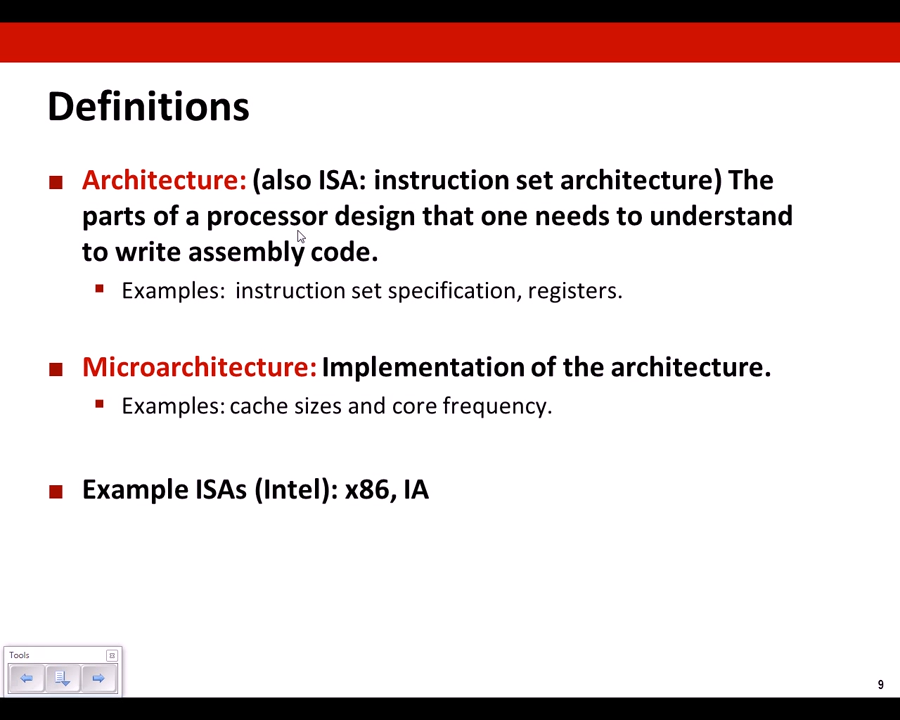 Definitions
Architecture: (also ISA: instruction set architecture) The
parts of a processor design that one needs to understand
to write assembly code.
Examples: instruction set specification, registers.
Microarchitecture: Implementation of the architecture.
Examples: cache sizes and core frequency.
Example ISAs (Intel): x86, IA
Tools
9